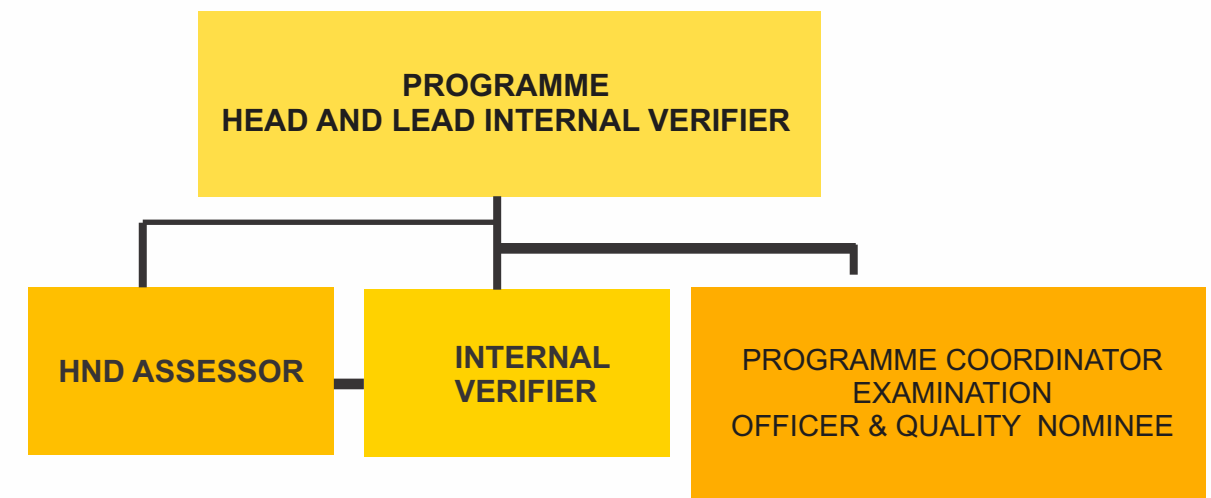 PROGRAMME
HEAD AND LEAD INTERNAL VERIFIER
HND ASSESSOR
INTERNAL
VERIFIER
PROGRAMME COORDINATOR
EXAMINATION
OFFICER & QUALITY NOMINEE